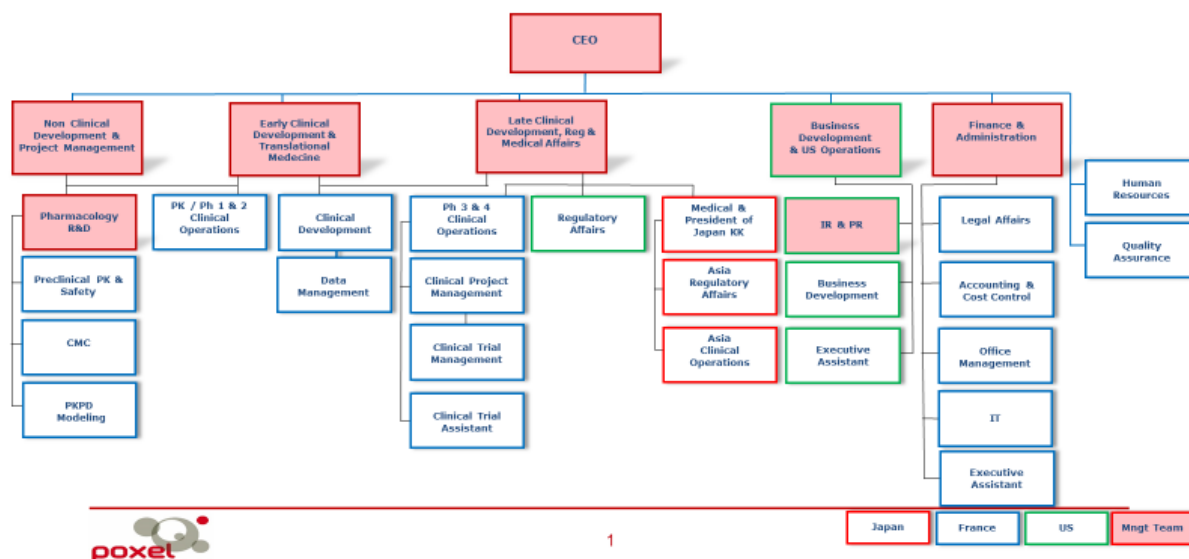 CEO
Non Clinical
Development &
Project Management
Early Clinical
Development &
Translational
Medecine
Late Clinical
Development, Reg &
Medical Affairs
Business
Development
& US Operations
Finance &
Administration
Human
Resources
Quality
Assurance
Pharmacology
R&D
PK / Ph 1 & 2
Clinical
Operations
Clinical
Development
Ph 3 & 4
Clinical
Operations
Regulatory
Affairs
Medical &
President of
Japan KK
IR & PR
Legal Affairs
Preclinical PK &
Safety
Data
Management
Clinical Project
Management
Asia
Regulatory
Affairs
Business
Development
Accounting &
Cost Control
CMC
Clinical Trial
Management
Asia
Clinical
Operations
Executive
Assistant
Office
Management
PKPD
Modeling
Clinical Trial
Assistant
IT
Executive
Assistant
poxel
1
Japan
France
US
Mngt Team